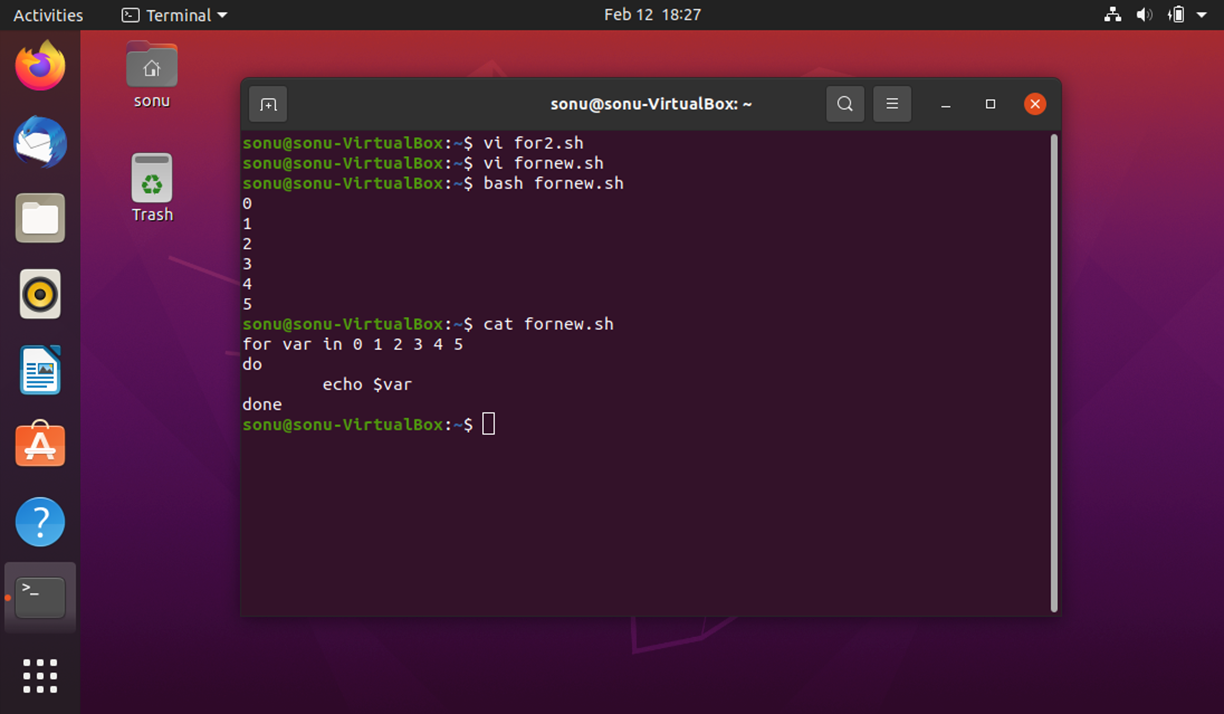 Activities
Terminal
Feb 12 18:27
sonu
Trash
sonu@sonu-VirtualBox: ~
sonu@sonu-VirtualBox:~$ vi for2.sh
sonu@sonu-VirtualBox:~$ vi fornew.sh
sonu@sonu-VirtualBox:~$ bash fornew.sh
0
1
2
3
4
5
sonu@sonu-VirtualBox:~$ cat fornew.sh
for var in 0 1 2 3 4 5
do
        echo $var
done
sonu@sonu-VirtualBox:~$